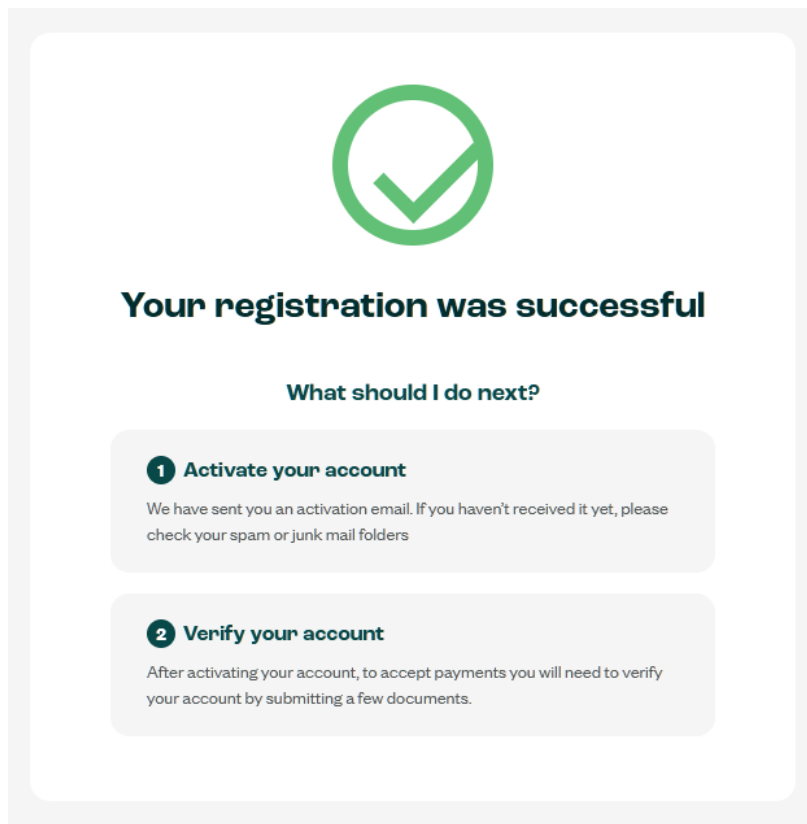 Your registration was successful
What should I do next?
1 Activate your account
We have sent you an activation email. If you haven’t received it yet, please
check your spam or junk mail folders
2 Verify your account
After activating your account, to accept payments you will need to verify
your account by submitting a few documents.